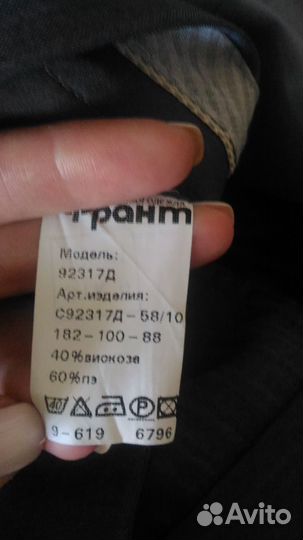 грант
Модель:
92317Д
Арт.изделия:
С92317Д-58/10
182-100-88
40%вискоза
60%пэ
9-619 6796
Avito